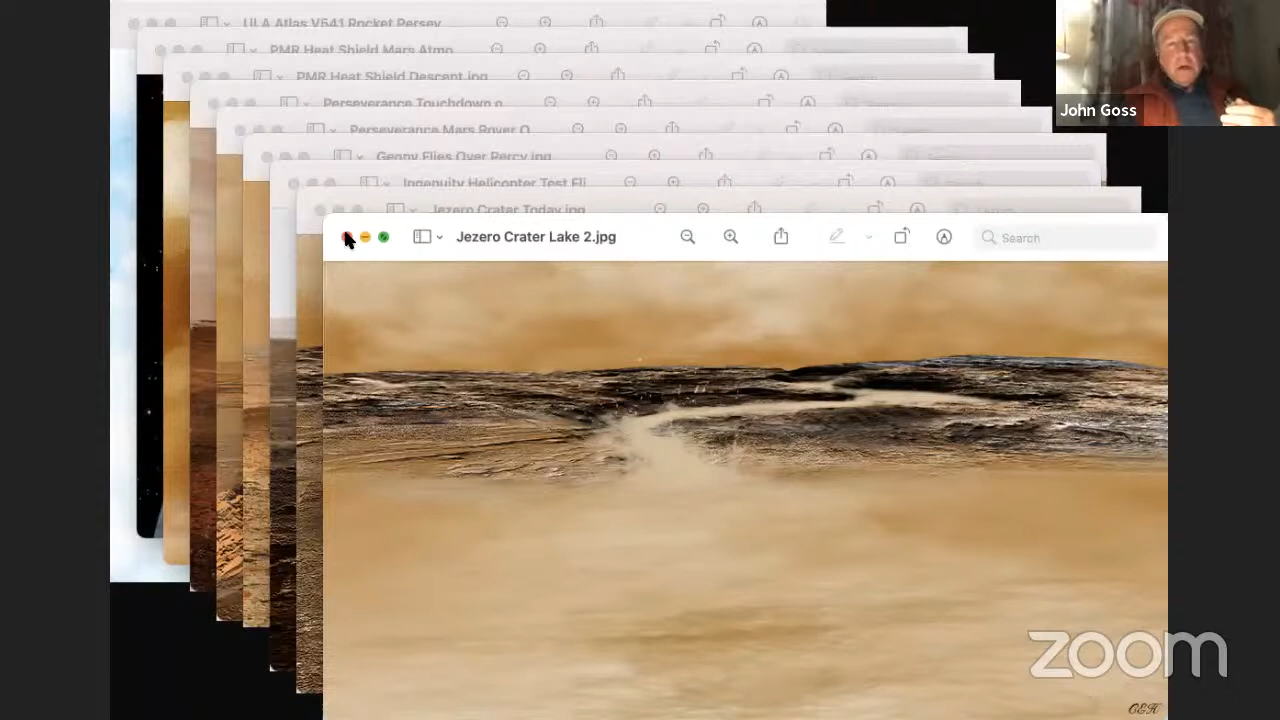 ULA Atlas V541 Rocket Persey
PMR Heat Shield Mars Atmo
PMR Heat Shield Descent.jpg
Perseverance Touchdown o
Perseverance Mars Rover O
Genny Flies Over Percy.jpg
Ingenuity Helicopter Test Fli
Jezero Crater Today.jpg
Jezero Crater Lake 2.jpg
Search
John Goss
zoom